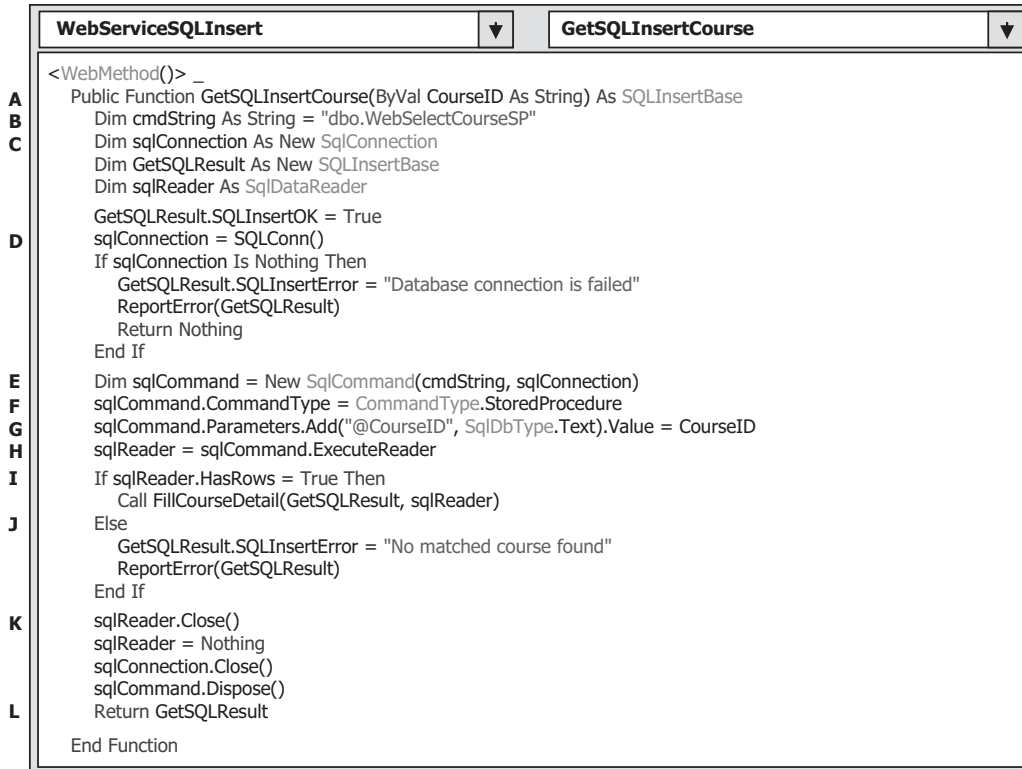 WebServiceSQLInsert GetSQLInsertCourse
<WebMethod()> _
A Public Function GetSQLInsertCourse(ByVal CourseID As String) As SQLInsertBase
B Dim cmdString As String = "dbo.WebSelectCourseSP"
C Dim sqlConnection As New SqlConnection
Dim GetSQLResult As New SQLInsertBase
Dim sqlReader As SqlDataReader
GetSQLResult.SQLInsertOK = True
D sqlConnection = SQLConn()
If sqlConnection Is Nothing Then
GetSQLResult.SQLInsertError = "Database connection is failed"
ReportError(GetSQLResult)
Return Nothing
End If
E Dim sqlCommand = New SqlCommand(cmdString, sqlConnection)
F sqlCommand.CommandType = CommandType.StoredProcedure
G sqlCommand.Parameters.Add("@CourseID", SqlDbType.Text).Value = CourseID
H sqlReader = sqlCommand.ExecuteReader
I If sqlReader.HasRows = True Then
Call FillCourseDetail(GetSQLResult, sqlReader)
J Else
GetSQLResult.SQLInsertError = "No matched course found"
ReportError(GetSQLResult)
End If
K sqlReader.Close()
sqlReader = Nothing
sqlConnection.Close()
sqlCommand.Dispose()
L Return GetSQLResult
End Function